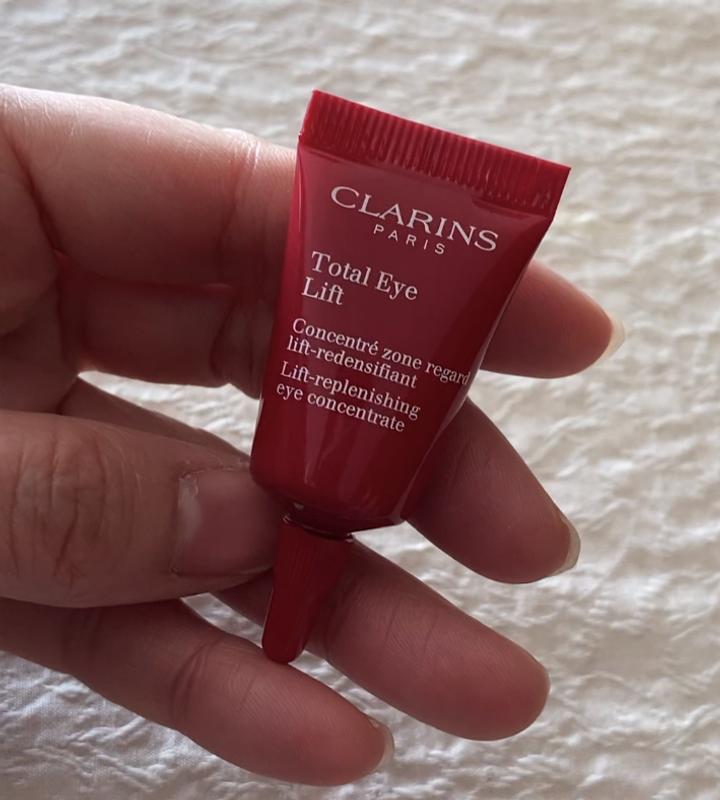 CLARINS
PARIS
Total Eye
Lift
Concentré zone regard
lift-redensifiant
Lift-replenishing
eye concentrate